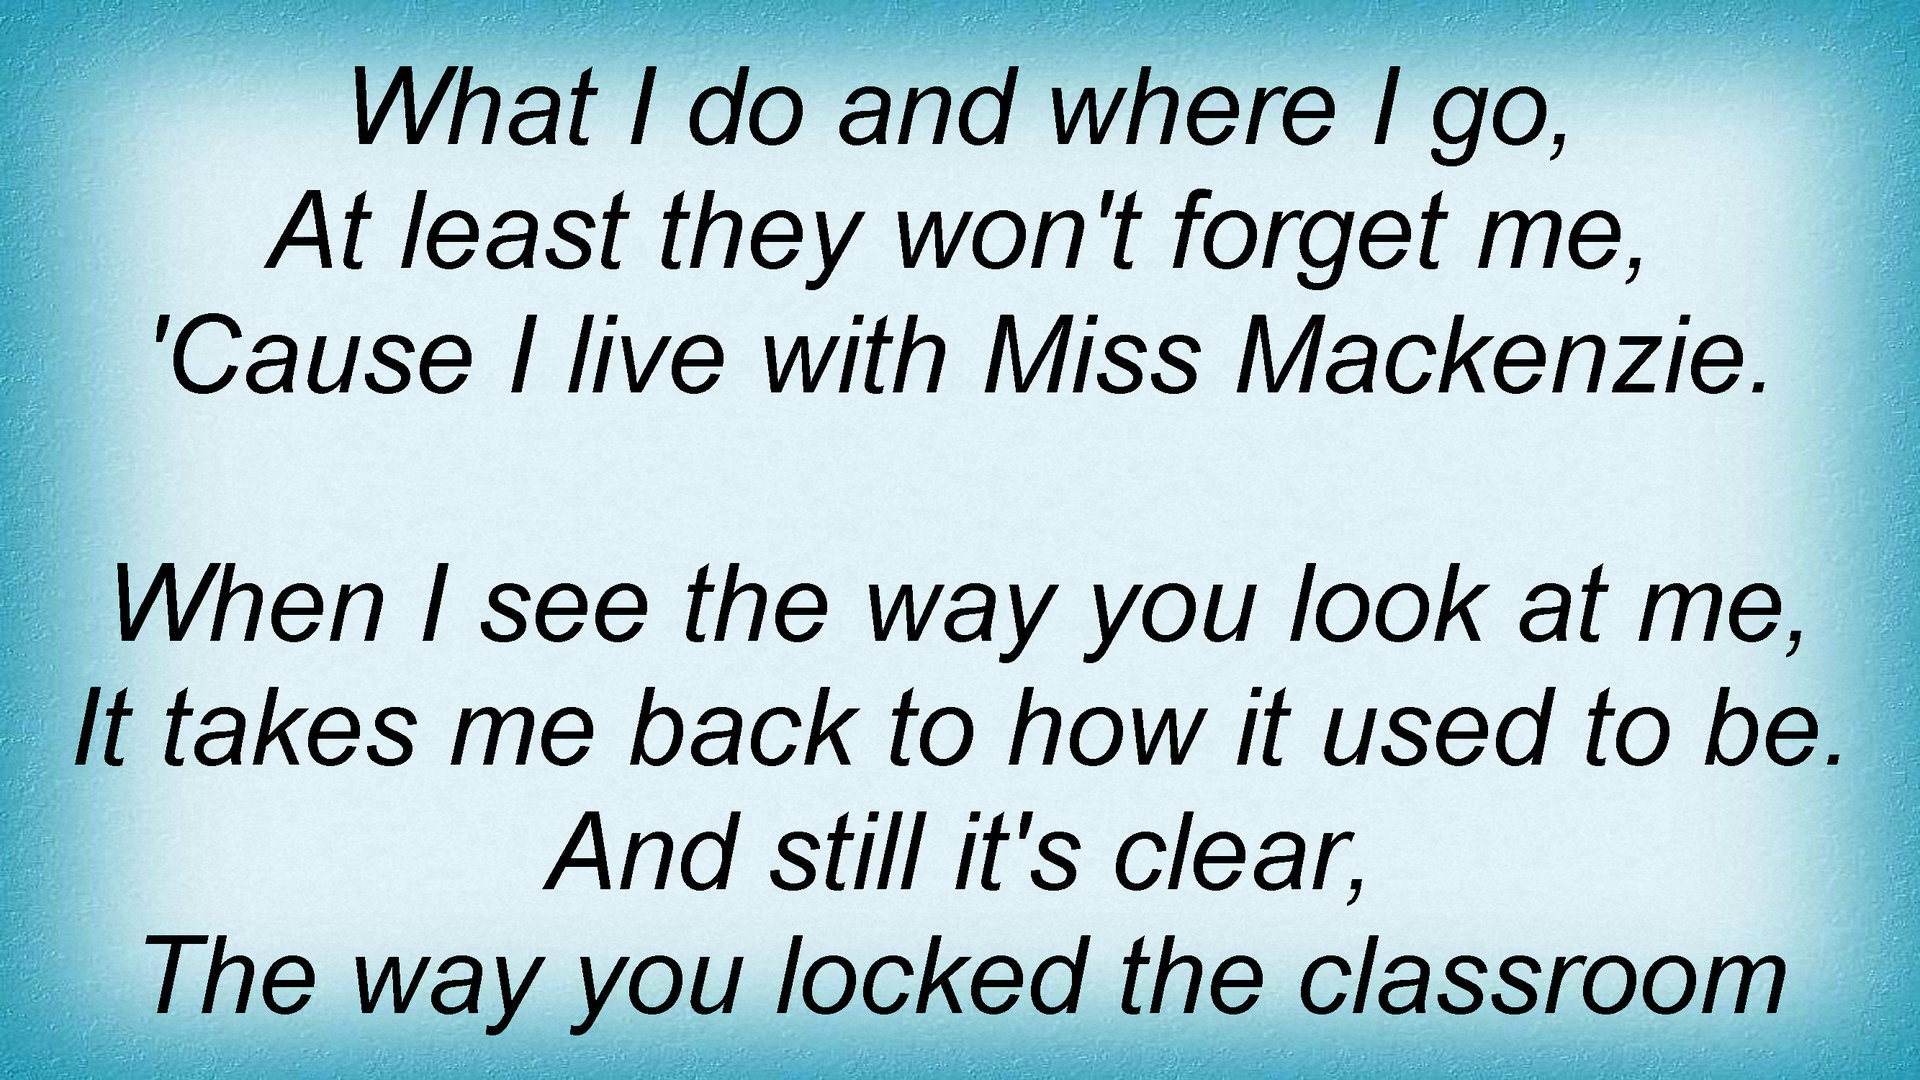 What I do and where I go,
At least they won't forget me,
'Cause I live with Miss Mackenzie.
When I see the way you look at me,
It takes me back to how it used to be.
And still it's clear,
The way you locked the classroom